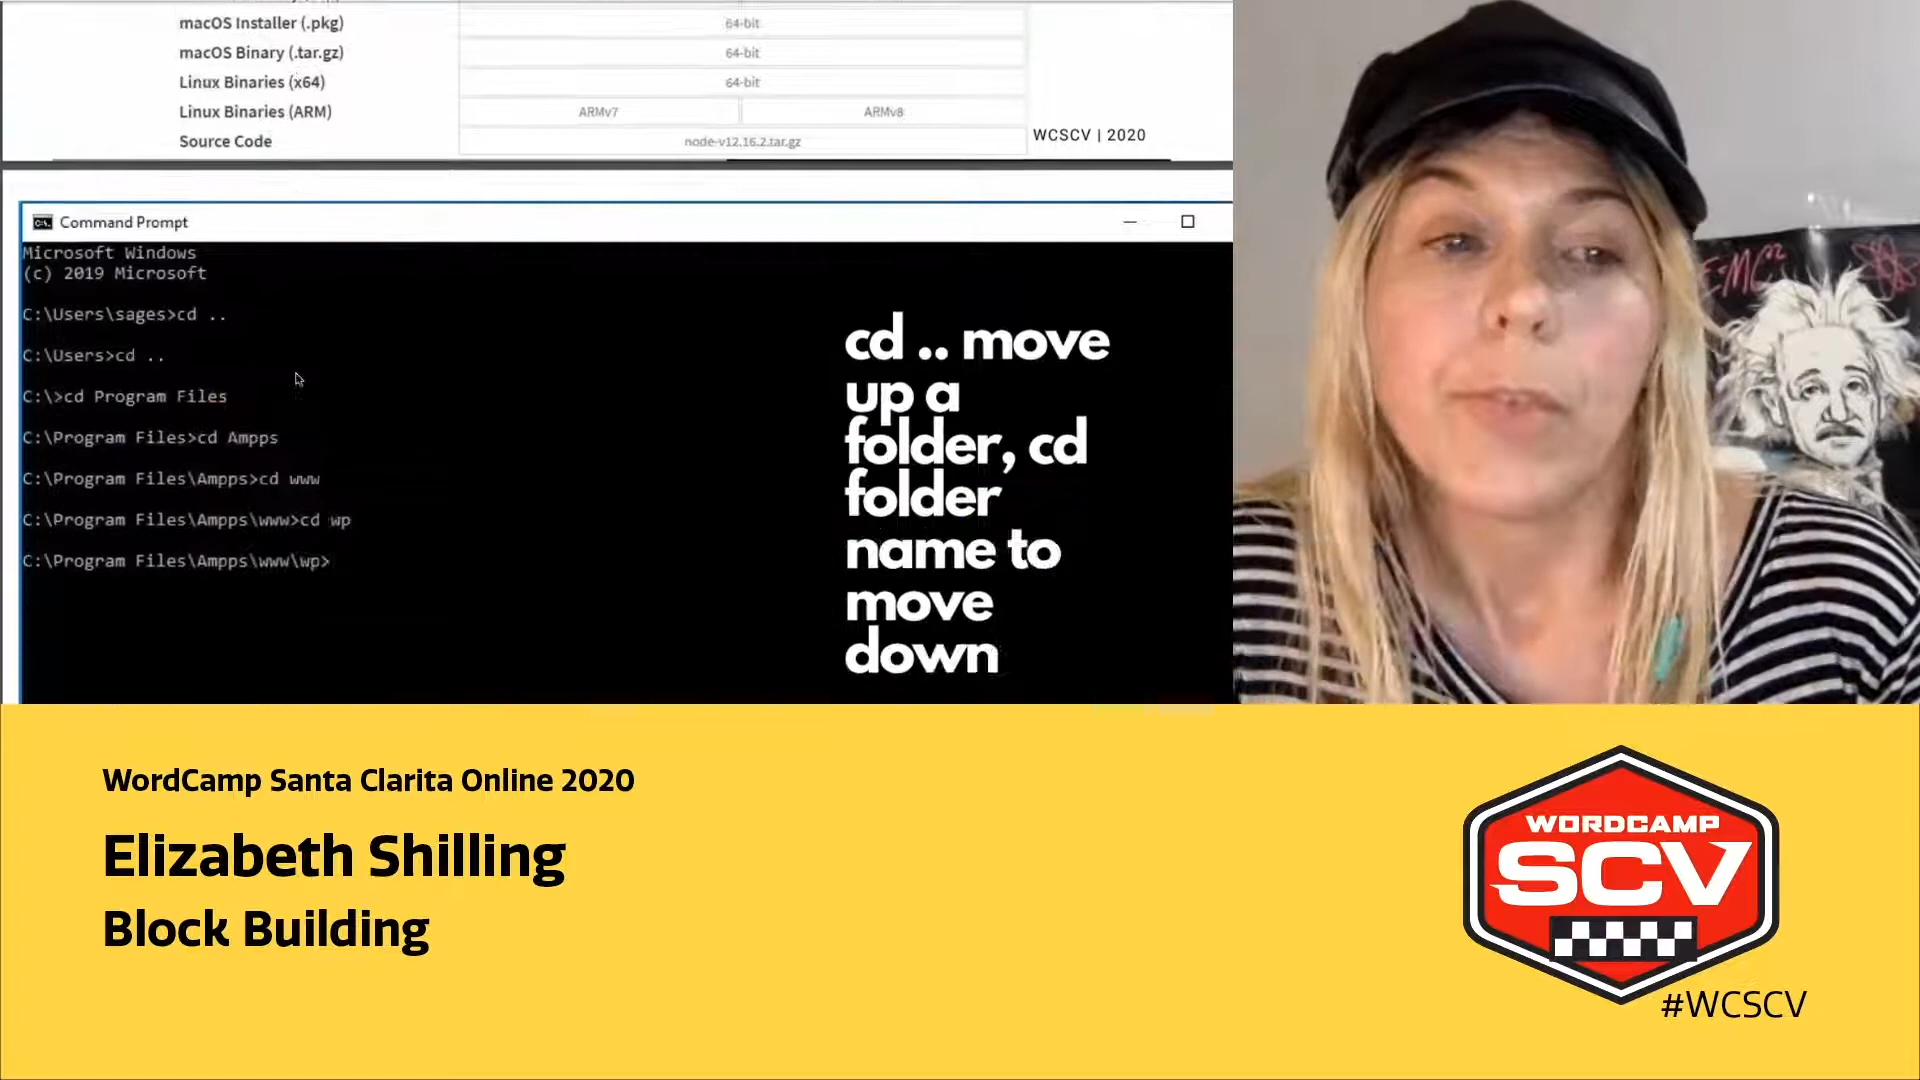 macOS Installer (.pkg) 64-bit
macOS Binary (.tar.gz) 64-bit
Linux Binaries (x64) 64-bit
Linux Binaries (ARM) ARMv7 ARMv8
Source Code node-v12.16.2.tar.gz
WCSCV | 2020
Command Prompt
Microsoft Windows
(c) 2019 Microsoft
C:\Users\sages>cd ..
C:\Users>cd ..
C:\>cd Program Files
C:\Program Files>cd Ampps
C:\Program Files\Ampps>cd www
C:\Program Files\Ampps\www>cd wp
C:\Program Files\Ampps\www\wp>
cd .. move
up a
folder, cd
folder
name to
move
down
EMC²
WordCamp Santa Clarita Online 2020
Elizabeth Shilling
Block Building
WORDCAMP
SCV
#WCSCV